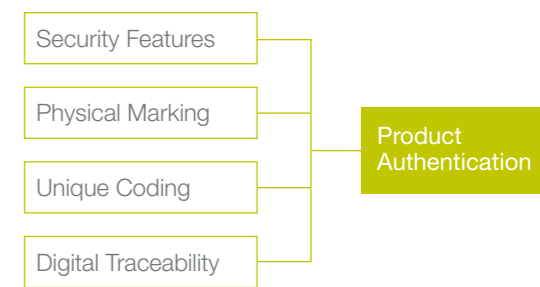 Security Features
Physical Marking
Product
Authentication
Unique Coding
Digital Traceability